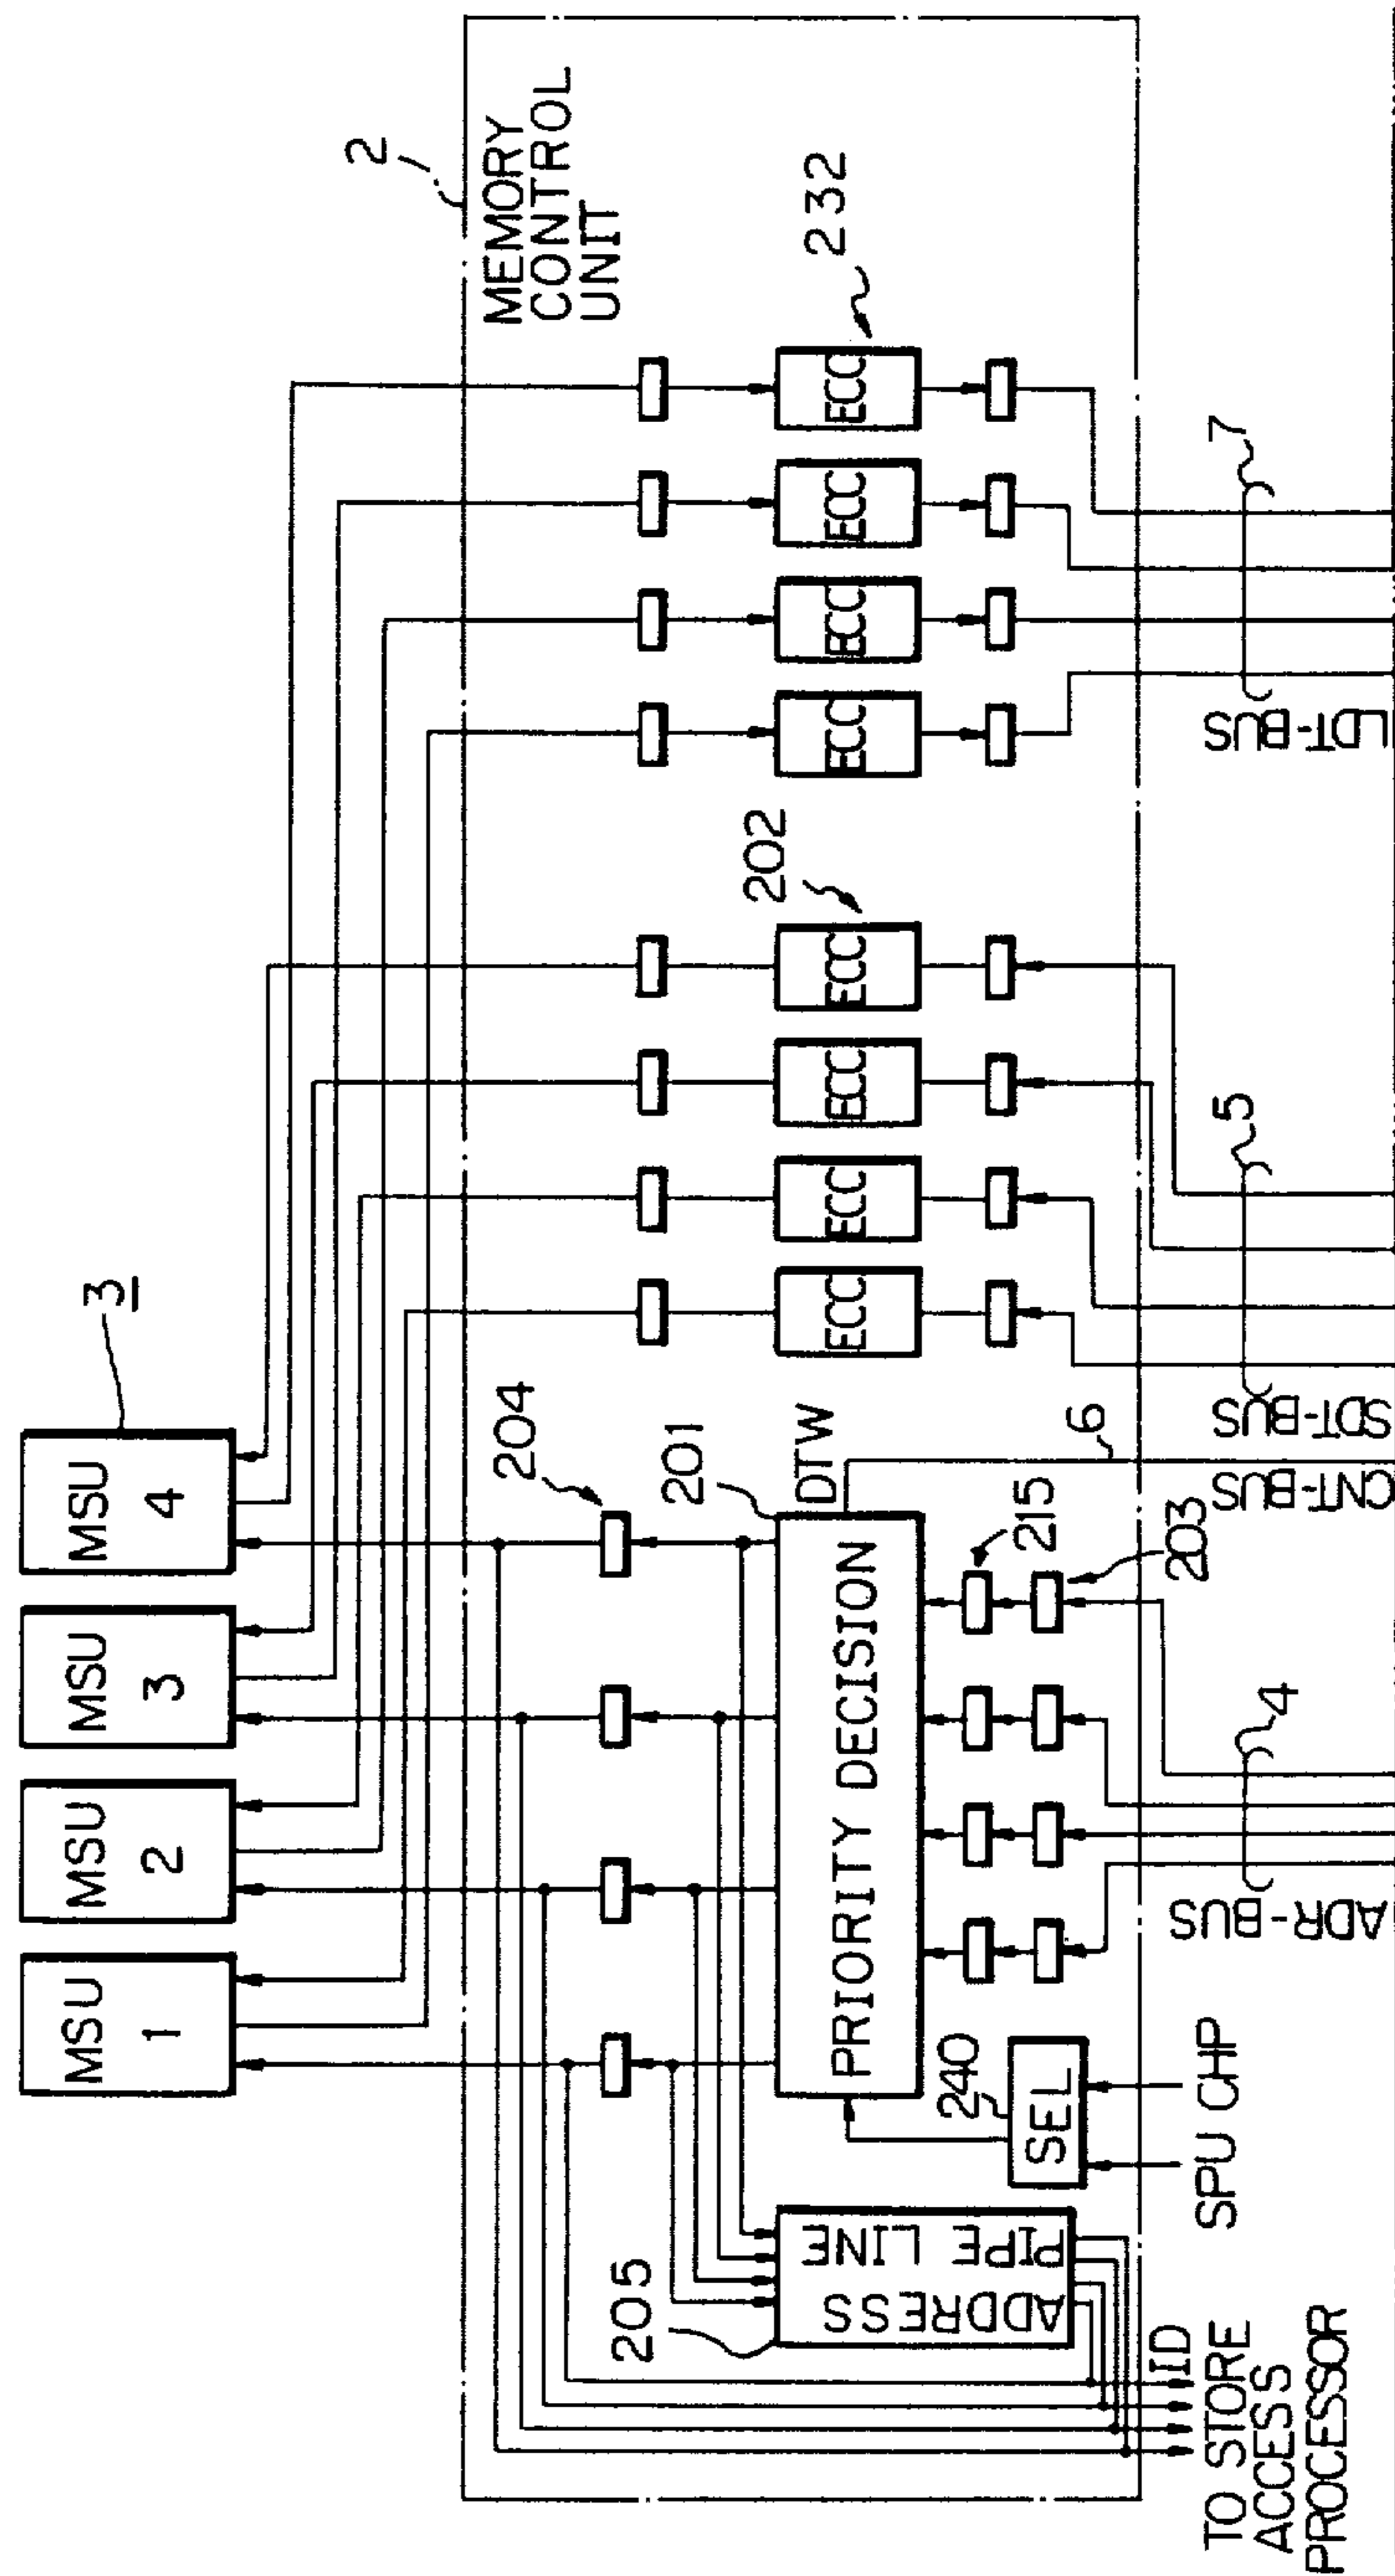 MSU
1
MSU
2
MSU
3
MSU
4
3
2
MEMORY
CONTROL
UNIT
204
201
DTW
PRIORITY DECISION
205
ADDRESS
PIPE LINE
240
SEL
215
203
202
ECC
ECC
ECC
ECC
232
ECC
ECC
ECC
ECC
SPU
CHP
ID
TO STORE
ACCESS
PROCESSOR
ADR-BUS
4
CNT-BUS
6
SDT-BUS
5
LDT-BUS
7